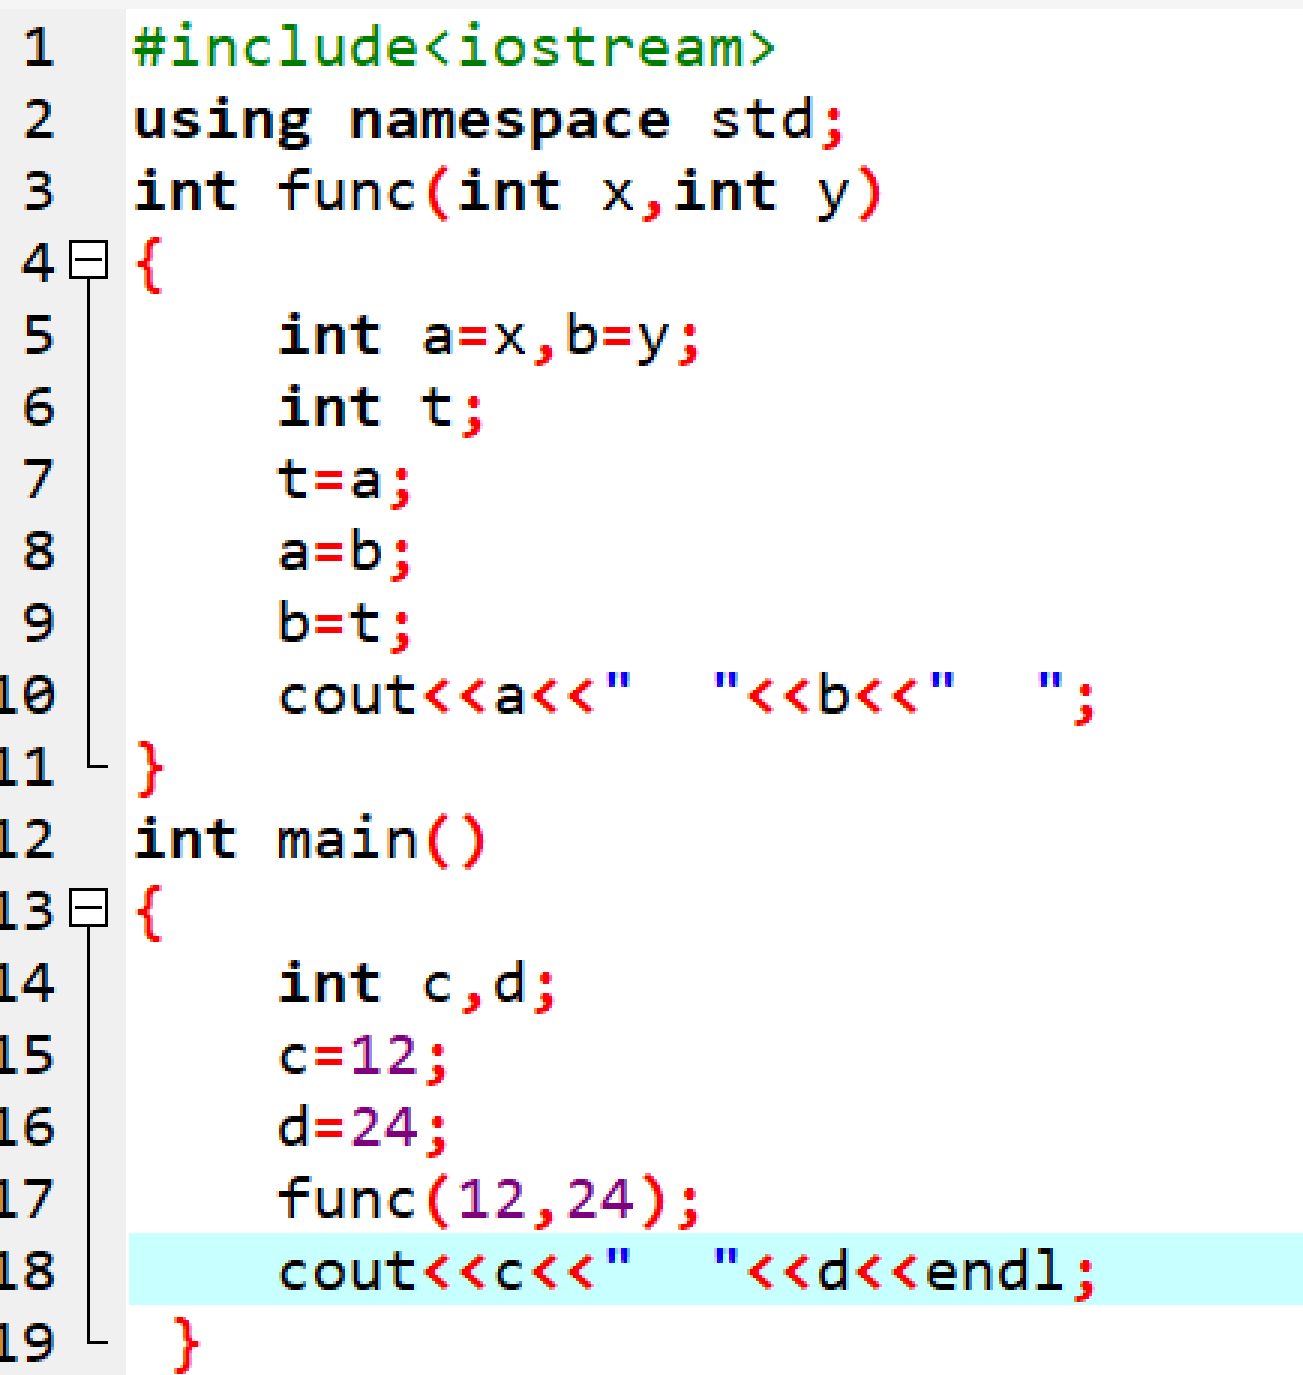 1 #include<iostream>
2 using namespace std;
3 int func(int x,int y)
4 {
5     int a=x,b=y;
6     int t;
7     t=a;
8     a=b;
9     b=t;
10     cout<<a<<"  "<<b<<"  ";
11 }
12 int main()
13 {
14     int c,d;
15     c=12;
16     d=24;
17     func(12,24);
18     cout<<c<<"  "<<d<<endl;
19  }